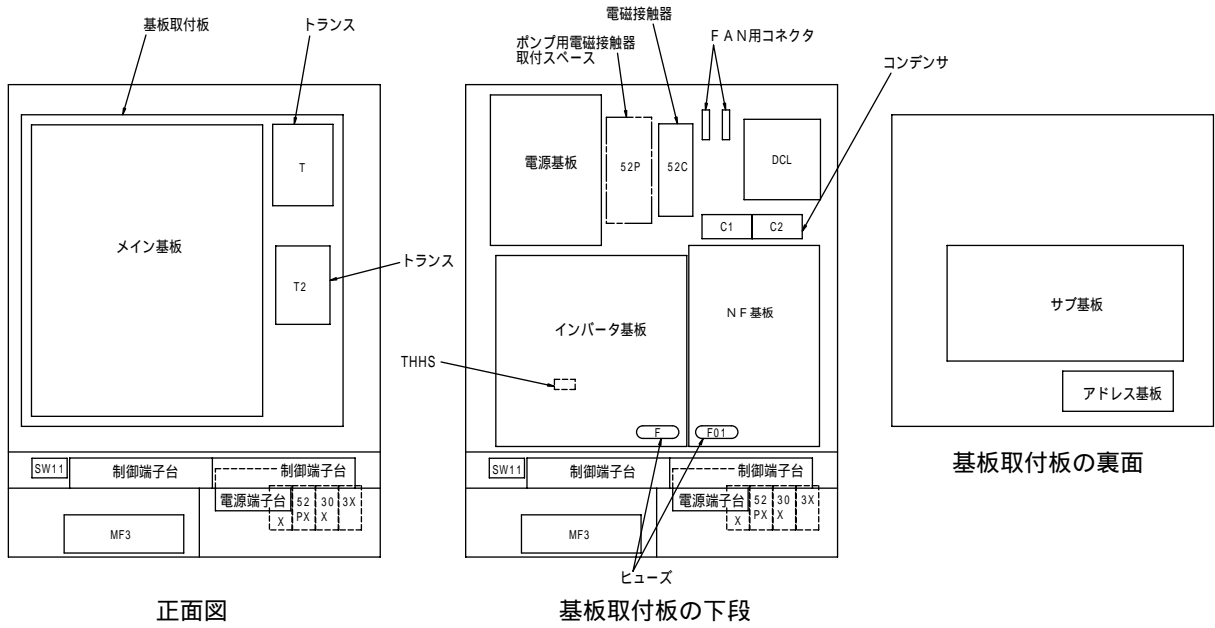 基板取付板
トランス
メイン基板
T
T2
トランス
SW11
制御端子台
制御端子台
電源端子台
X
52
PX
30
X
3X
MF3
正面図
ポンプ用電磁接触器
取付スペース
電磁接触器
FAN用コネクタ
コンデンサ
電源基板
52P
52C
DCL
C1
C2
インバータ基板
NF基板
THHS
F
F01
SW11
制御端子台
制御端子台
電源端子台
X
52
PX
30
X
3X
MF3
ヒューズ
基板取付板の下段
サブ基板
アドレス基板
基板取付板の裏面